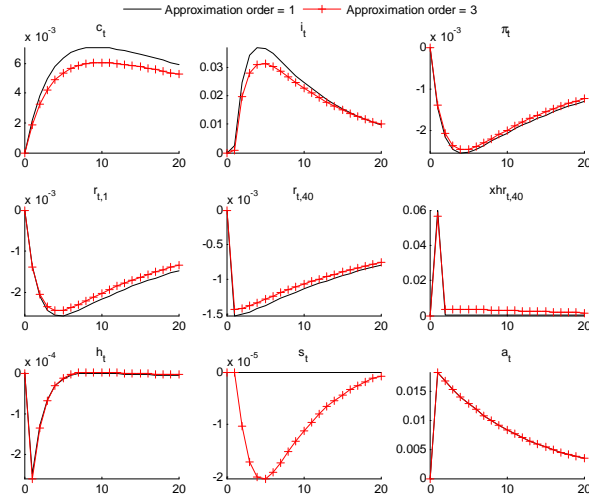 Approximation order = 1 Approximation order = 3
x 10^-3 c_t i_t x 10^-3 π_t
6 0.03 0
4 0.02 -1
2 0.01 -2
0 0
0 10 20 0 10 20 0 10 20
x 10^-3 r_t,1 x 10^-3 r_t,40 xhr_t,40
0 0 0.06
-1 -0.5 0.04
-2 -1 0.02
-1.5 0
0 10 20 0 10 20 0 10 20
x 10^-4 h_t x 10^-5 s_t a_t
0 0 0.015
-1 -1 0.01
-2 -2 0.005
0
0 10 20 0 10 20 0 10 20